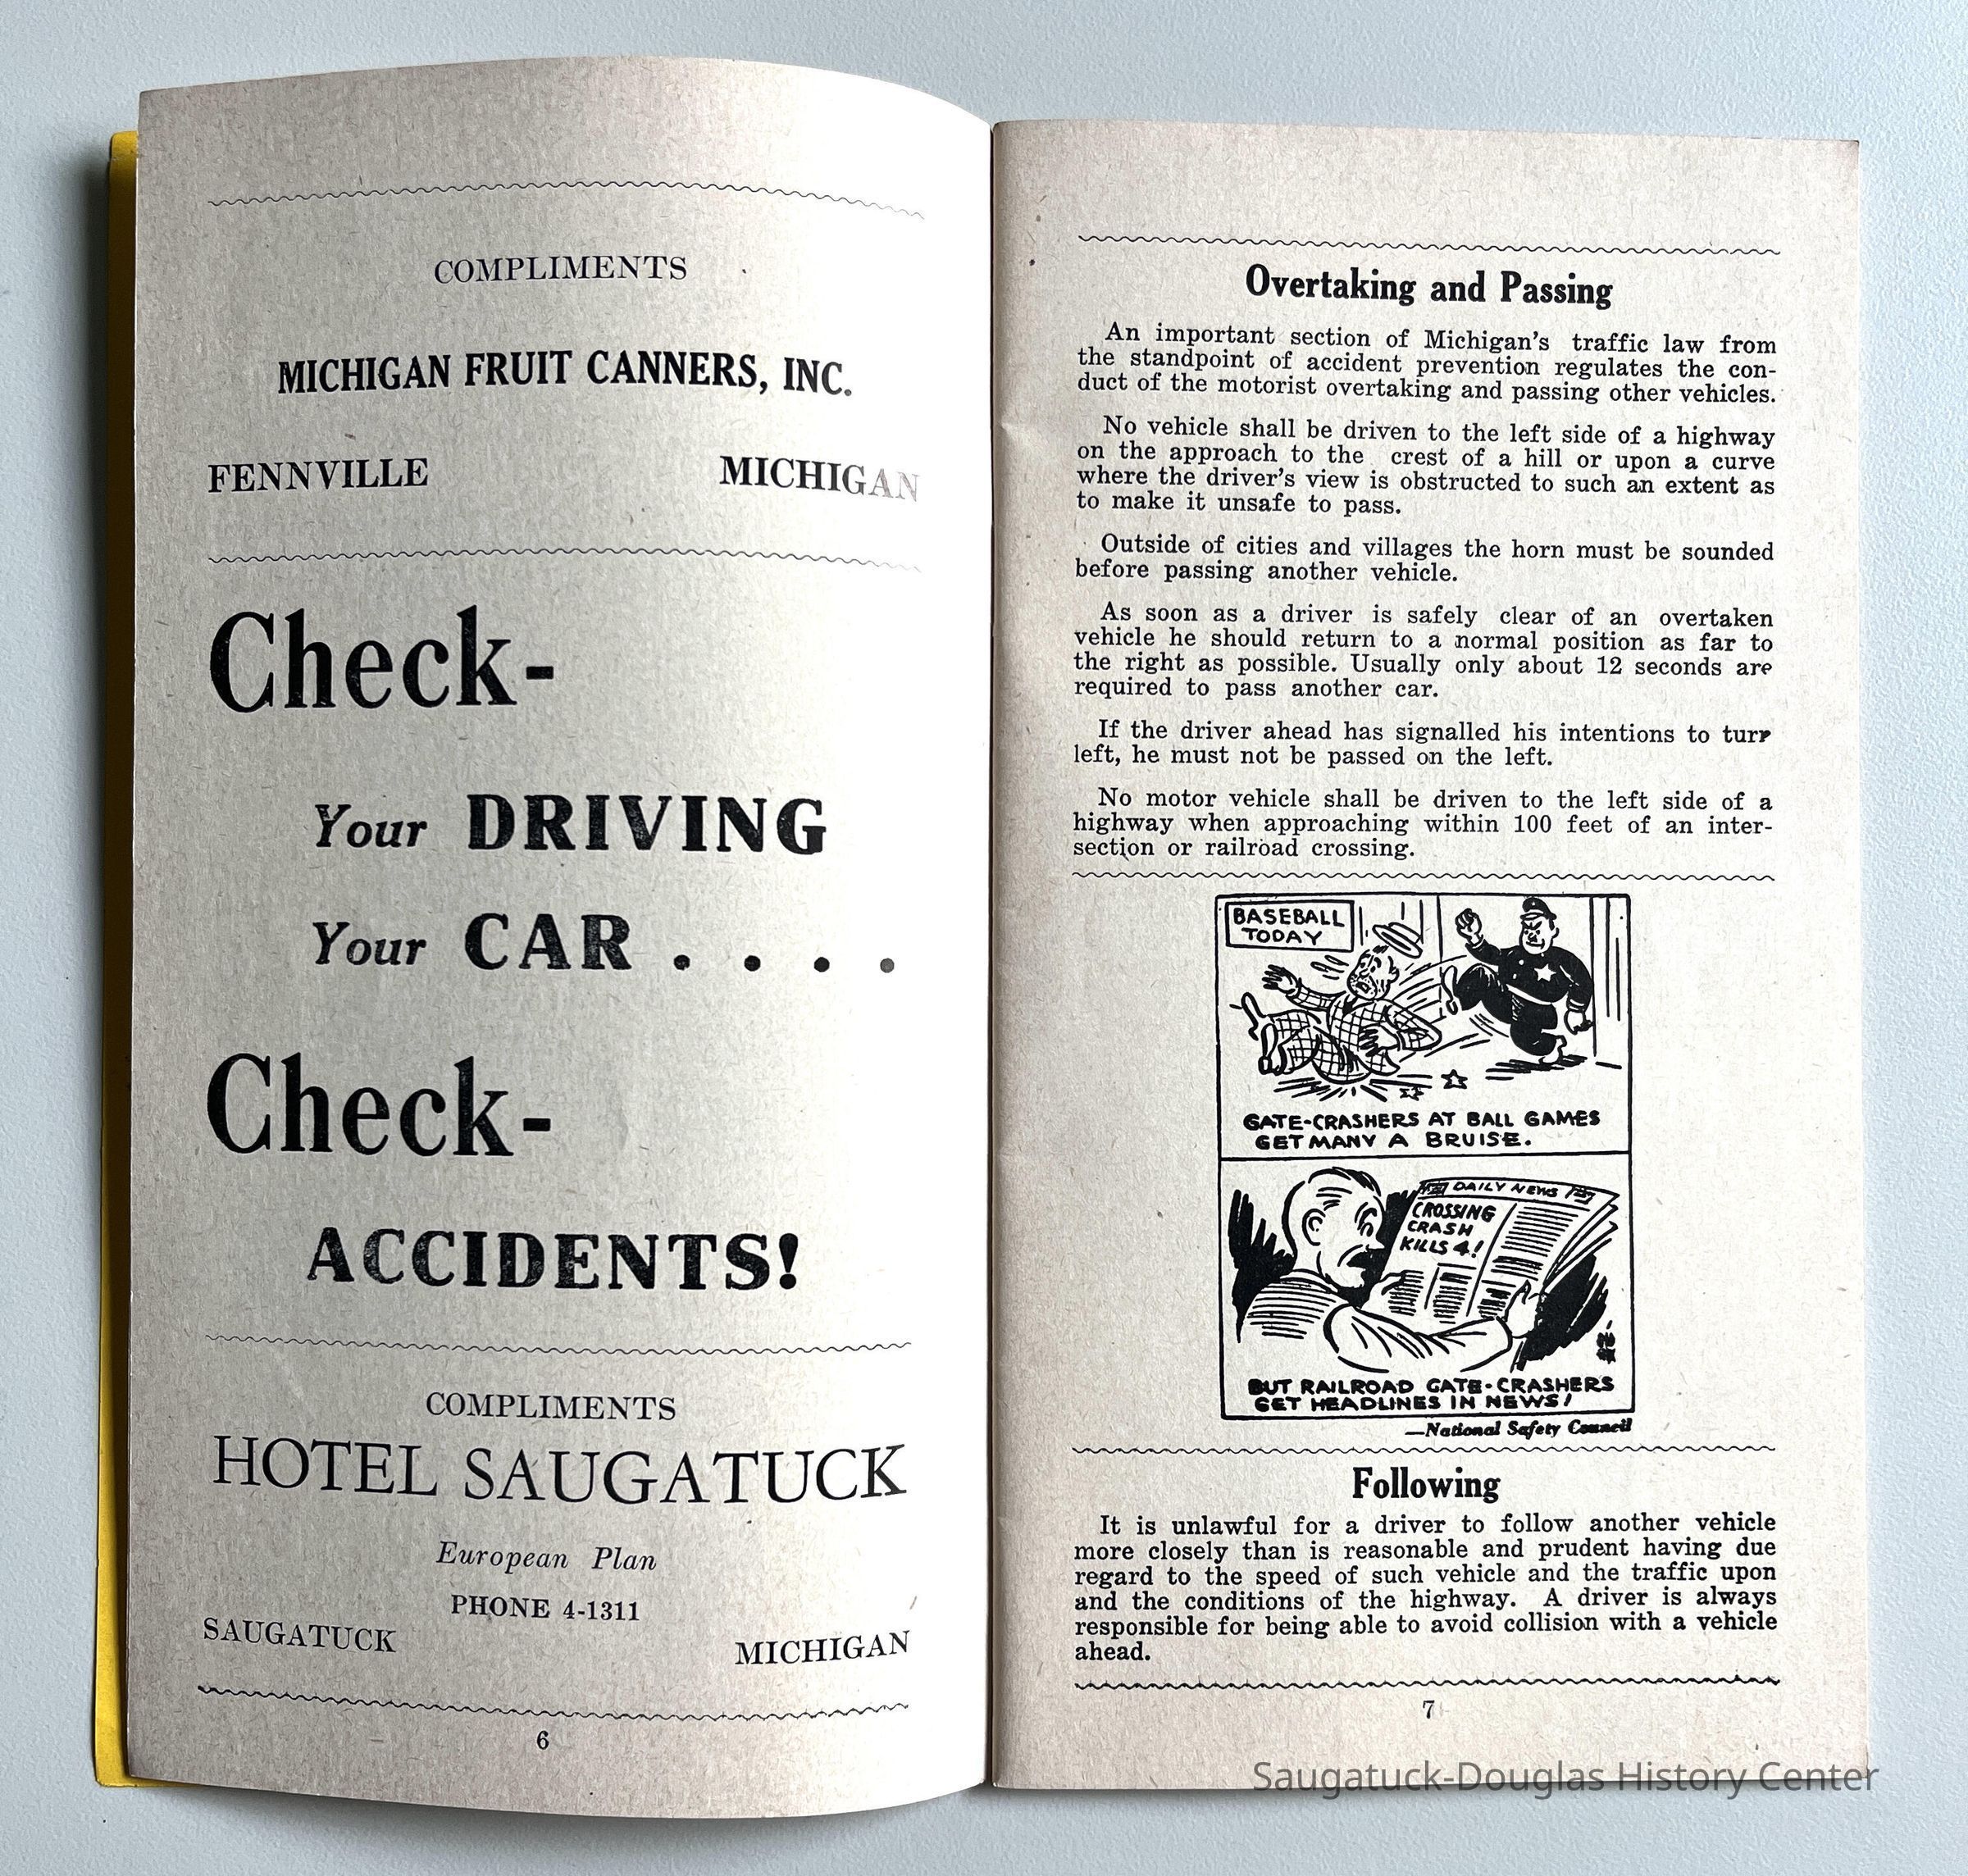 COMPLIMENTS
MICHIGAN FRUIT CANNERS, INC.
FENNVILLE MICHIGAN
Check-
Your DRIVING
Your CAR . . . .
Check-
ACCIDENTS!
COMPLIMENTS
HOTEL SAUGATUCK
European Plan
PHONE 4-1311
SAUGATUCK MICHIGAN
6
Overtaking and Passing
An important section of Michigan's traffic law from
the standpoint of accident prevention regulates the con-
duct of the motorist overtaking and passing other vehicles.
No vehicle shall be driven to the left side of a highway
on the approach to the crest of a hill or upon a curve
where the driver's view is obstructed to such an extent as
to make it unsafe to pass.
Outside of cities and villages the horn must be sounded
before passing another vehicle.
As soon as a driver is safely clear of an overtaken
vehicle he should return to a normal position as far to
the right as possible. Usually only about 12 seconds are
required to pass another car.
If the driver ahead has signalled his intentions to turn
left, he must not be passed on the left.
No motor vehicle shall be driven to the left side of a
highway when approaching within 100 feet of an inter-
section or railroad crossing.
BASEBALL
TODAY
GATE-CRASHERS AT BALL GAMES
GET MANY A BRUISE.
DAILY NEWS
CROSSING
CRASH
KILLS 4!
BUT RAILROAD GATE-CRASHERS
GET HEADLINES IN NEWS!
—National Safety Council
Following
It is unlawful for a driver to follow another vehicle
more closely than is reasonable and prudent having due
regard to the speed of such vehicle and the traffic upon
and the conditions of the highway. A driver is always
responsible for being able to avoid collision with a vehicle
ahead.
7
Saugatuck-Douglas History Center